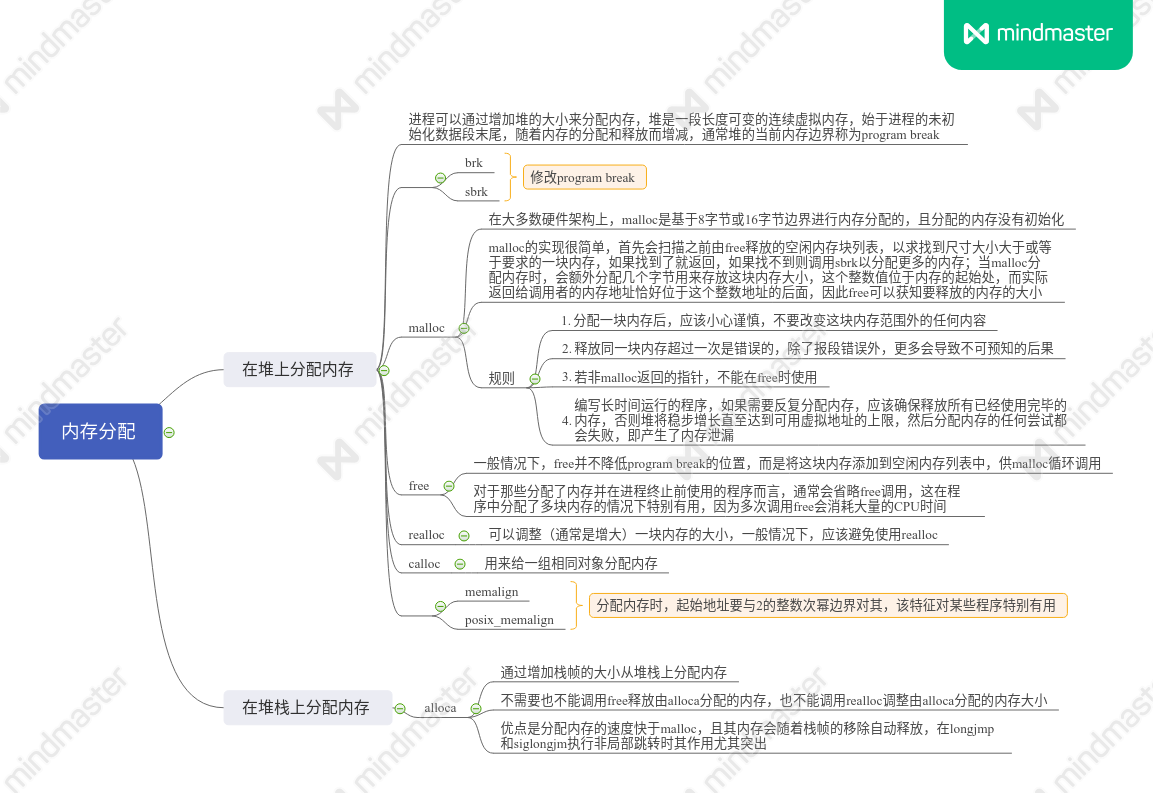 mindmaster
进程可以通过增加堆的大小来分配内存，堆是一段长度可变的连续虚拟内存，始于进程的未初
始化数据段末尾，随着内存的分配和释放而增减，通常堆的当前内存边界称为program break
brk
sbrk
修改program break
在大多数硬件架构上，malloc是基于8字节或16字节边界进行内存分配的，且分配的内存没有初始化
malloc的实现很简单，首先会扫描之前由free释放的空闲内存块列表，以求找到尺寸大小大于或等
于要求的一块内存，如果找到了就返回，如果找不到则调用sbrk以分配更多的内存；当malloc分
配内存时，会额外分配几个字节用来存放这块内存大小，这个整数值位于内存的起始处，而实际
返回给调用者的内存地址恰好位于这个整数地址的后面，因此free可以获知要释放的内存的大小
malloc
规则
1. 分配一块内存后，应该小心谨慎，不要改变这块内存范围外的任何内容
2. 释放同一块内存超过一次是错误的，除了报段错误外，更多会导致不可预知的后果
3. 若非malloc返回的指针，不能在free时使用
4. 编写长时间运行的程序，如果需要反复分配内存，应该确保释放所有已经使用完毕的
内存，否则堆将稳步增长直至达到可用虚拟地址的上限，然后分配内存的任何尝试都
会失败，即产生了内存泄漏
在堆上分配内存
内存分配
free
一般情况下，free并不降低program break的位置，而是将这块内存添加到空闲内存列表中，供malloc循环调用
对于那些分配了内存并在进程终止前使用的程序而言，通常会省略free调用，这在程
序中分配了多块内存的情况下特别有用，因为多次调用free会消耗大量的CPU时间
realloc
可以调整（通常是增大）一块内存的大小，一般情况下，应该避免使用realloc
calloc
用来给一组相同对象分配内存
memalign
posix_memalign
分配内存时，起始地址要与2的整数次幂边界对其，该特征对某些程序特别有用
在堆栈上分配内存
alloca
通过增加栈帧的大小从堆栈上分配内存
不需要也不能调用free释放由alloca分配的内存，也不能调用realloc调整由alloca分配的内存大小
优点是分配内存的速度快于malloc，且其内存会随着栈帧的移除自动释放，在longjmp
和siglongjm执行非局部跳转时其作用尤其突出